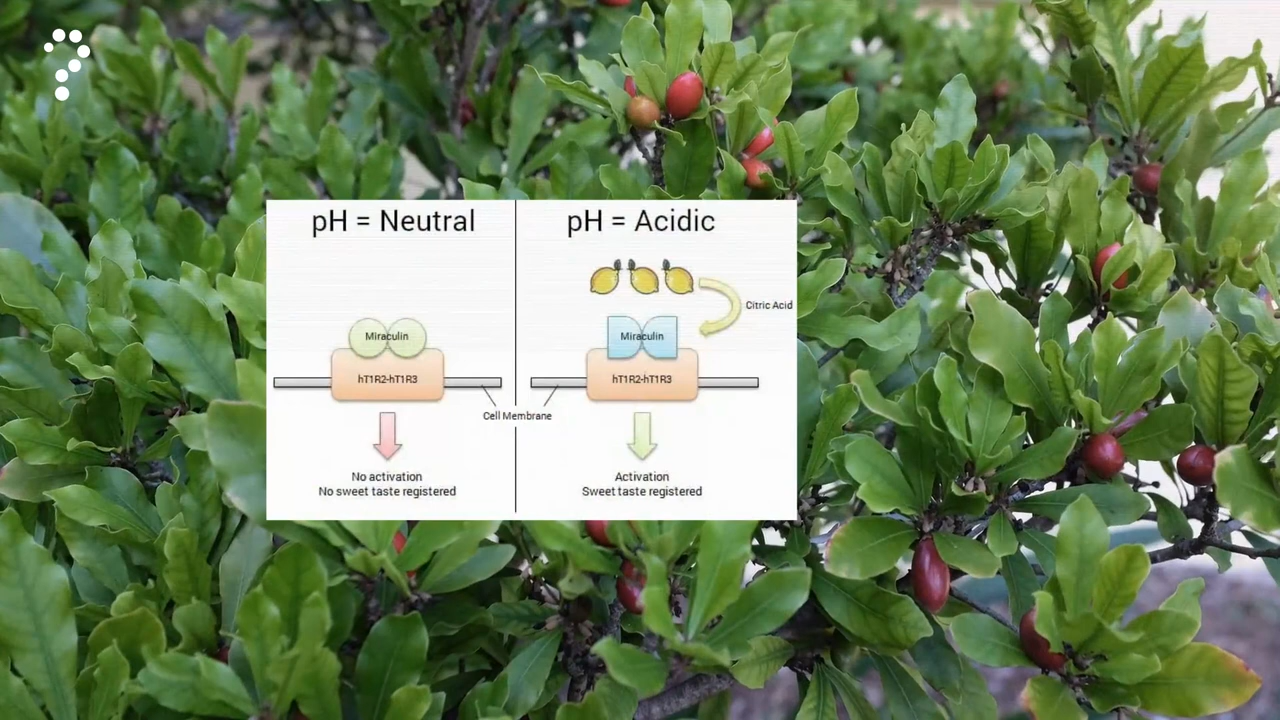 pH = Neutral
Miraculin
hT1R2-hT1R3
No activation
No sweet taste registered
pH = Acidic
Citric Acid
Miraculin
hT1R2-hT1R3
Cell Membrane
Activation
Sweet taste registered